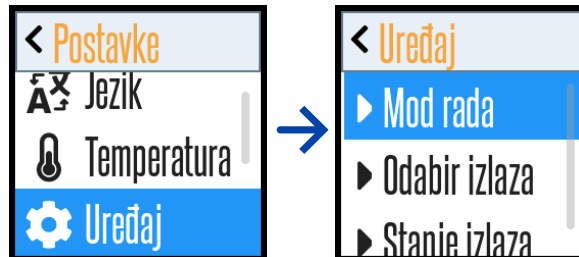 Postavke
Jezik
Temperatura
Uređaj
Uređaj
Mod rada
Odabir izlaza
Stanje izlaza